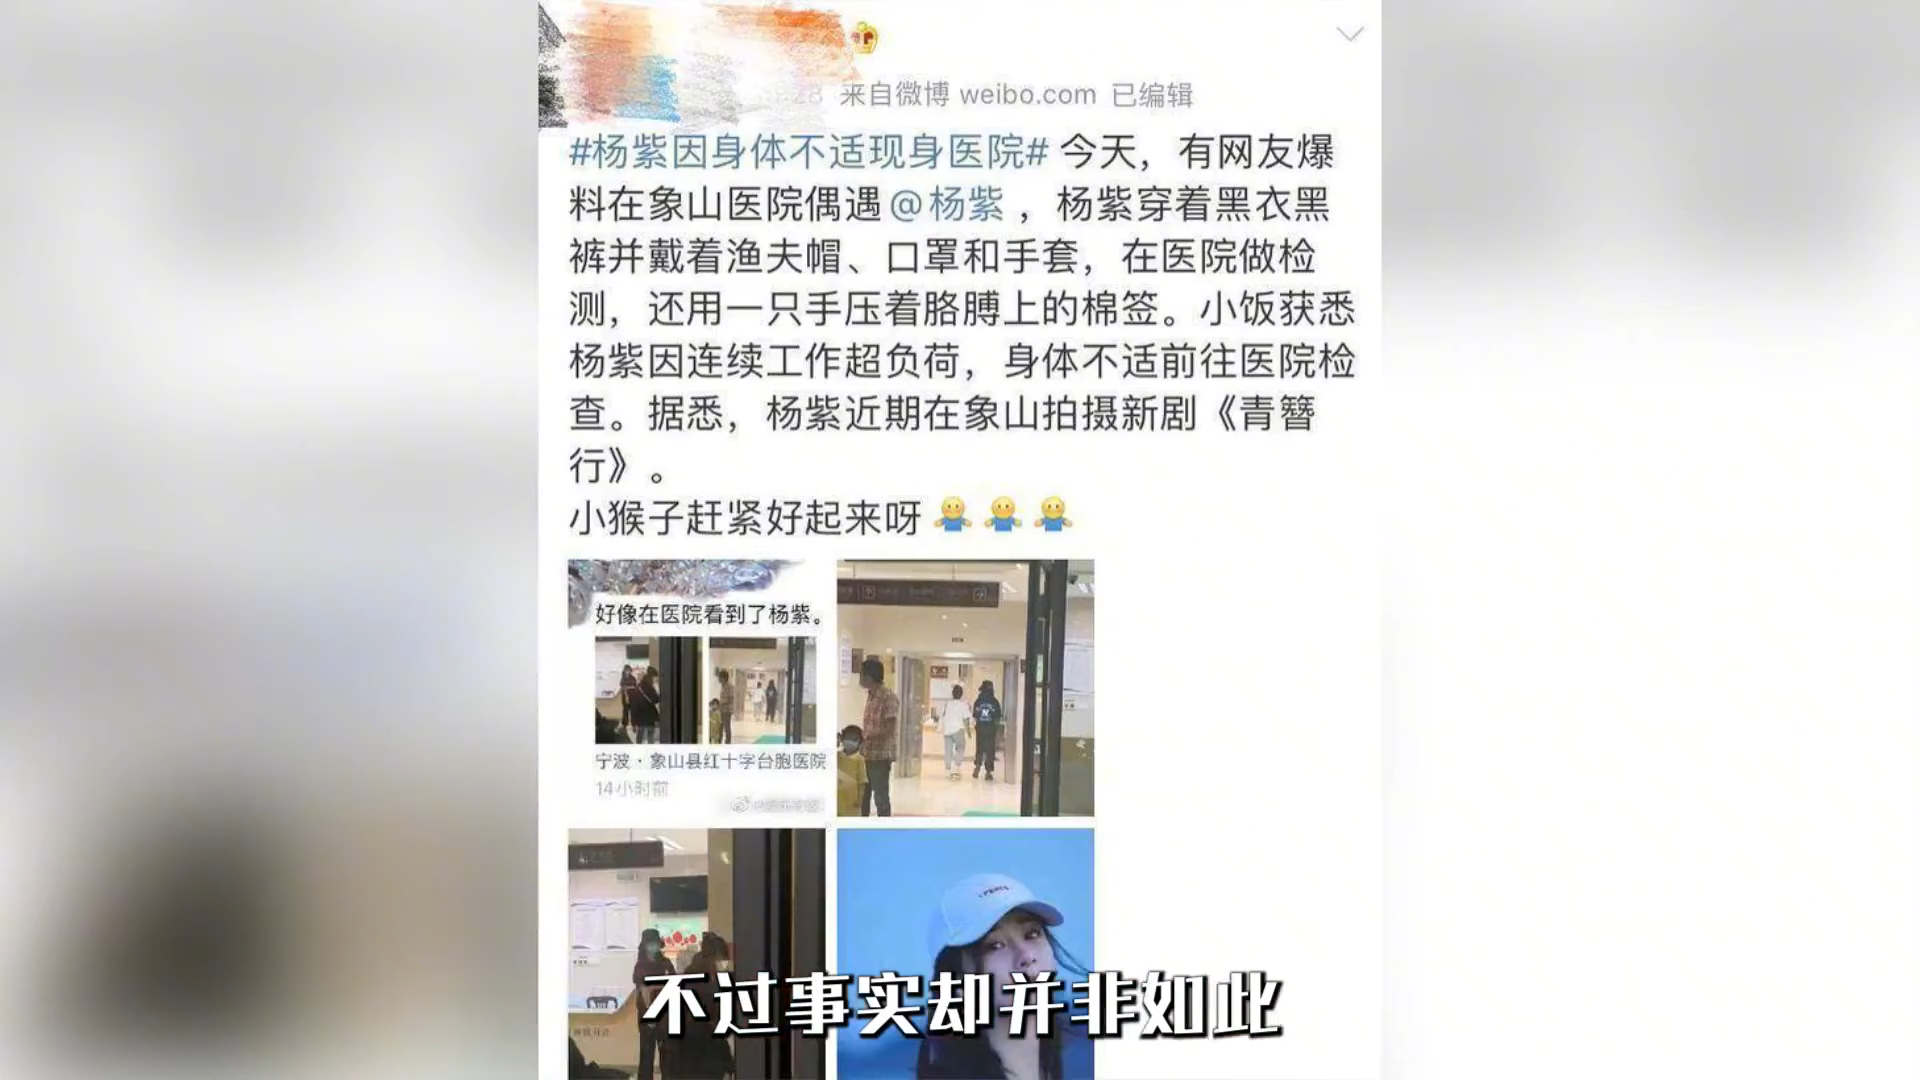 来自微博 weibo.com 已编辑
#杨紫因身体不适现身医院# 今天，有网友爆
料在象山医院偶遇@杨紫 ，杨紫穿着黑衣黑
裤并戴着渔夫帽、口罩和手套，在医院做检
测，还用一只手压着胳膊上的棉签。小饭获悉
杨紫因连续工作超负荷，身体不适前往医院检
查。据悉，杨紫近期在象山拍摄新剧《青簪
行》。
小猴子赶紧好起来呀
好像在医院看到了杨紫。
宁波·象山县红十字台胞医院
14小时前
不过事实却并非如此